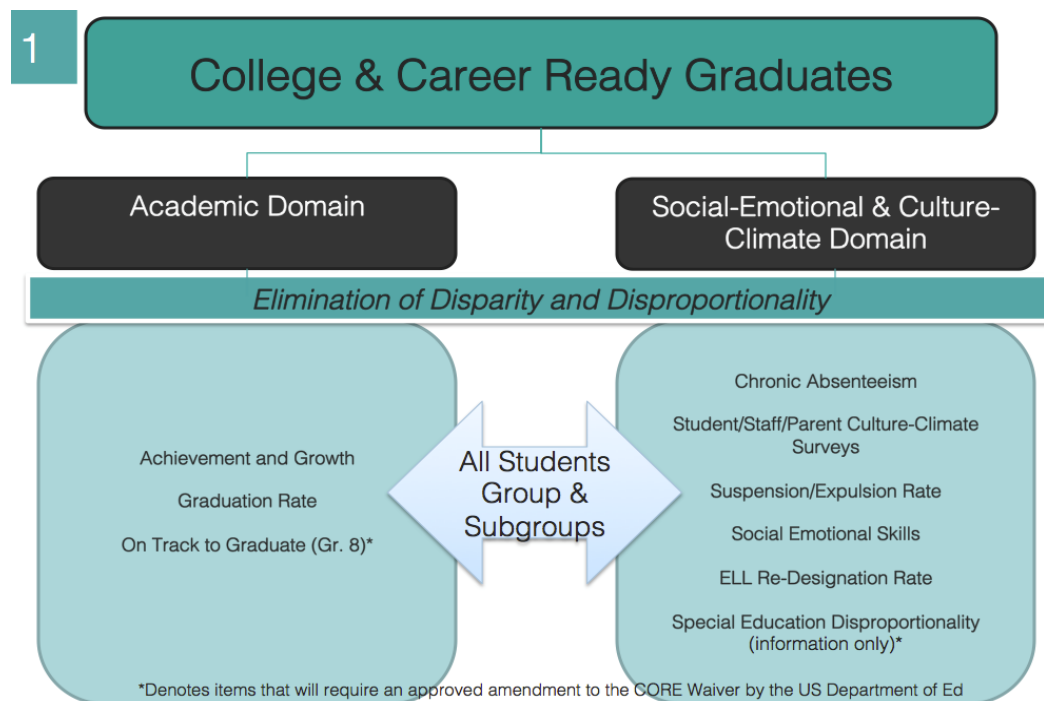 1
College & Career Ready Graduates
Academic Domain
Social-Emotional & Culture-
Climate Domain
Elimination of Disparity and Disproportionality
Achievement and Growth
Graduation Rate
On Track to Graduate (Gr. 8)*
All Students
Group &
Subgroups
Chronic Absenteeism
Student/Staff/Parent Culture-Climate
Surveys
Suspension/Expulsion Rate
Social Emotional Skills
ELL Re-Designation Rate
Special Education Disproportionality
(information only)*
*Denotes items that will require an approved amendment to the CORE Waiver by the US Department of Ed